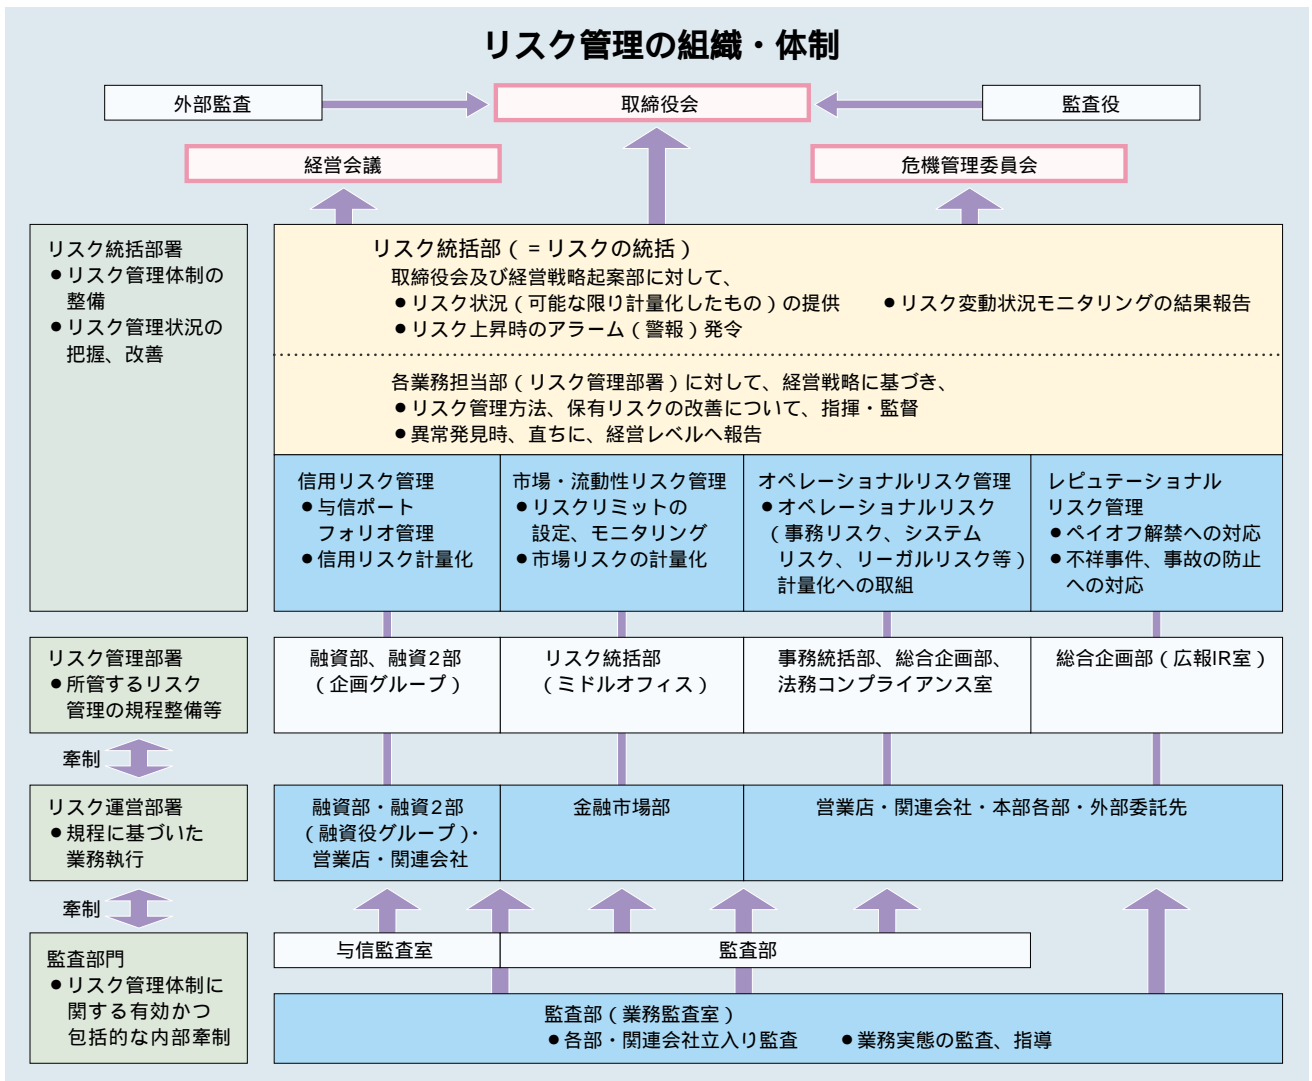 リスク管理の組織・体制
外部監査
取締役会
監査役
経営会議
危機管理委員会
リスク統括部署
●リスク管理体制の
整備
●リスク管理状況の
把握、改善
リスク統括部（＝リスクの統括）
取締役会及び経営戦略起案部に対して、
●リスク状況（可能な限り計量化したもの）の提供 ●リスク変動状況モニタリングの結果報告
●リスク上昇時のアラーム（警報）発令
各業務担当部（リスク管理部署）に対して、経営戦略に基づき、
●リスク管理方法、保有リスクの改善について、指揮・監督
●異常発見時、直ちに、経営レベルへ報告
信用リスク管理
●与信ポート
フォリオ管理
●信用リスク計量化
市場・流動性リスク管理
●リスクリミットの
設定、モニタリング
●市場リスクの計量化
オペレーショナルリスク管理
●オペレーショナルリスク
（事務リスク、システム
リスク、リーガルリスク等）
計量化への取組
レピュテーショナル
リスク管理
●ペイオフ解禁への対応
●不祥事件、事故の防止
への対応
リスク管理部署
●所管するリスク
管理の規程整備等
融資部、融資2部
（企画グループ）
リスク統括部
（ミドルオフィス）
事務統括部、総合企画部、
法務コンプライアンス室
総合企画部（広報IR室）
牽制
リスク運営部署
●規程に基づいた
業務執行
融資部・融資2部
（融資役グループ）・
営業店・関連会社
金融市場部
営業店・関連会社・本部各部・外部委託先
牽制
監査部門
●リスク管理体制に
関する有効かつ
包括的な内部牽制
与信監査室
監査部
監査部（業務監査室）
●各部・関連会社立入り監査 ●業務実態の監査、指導